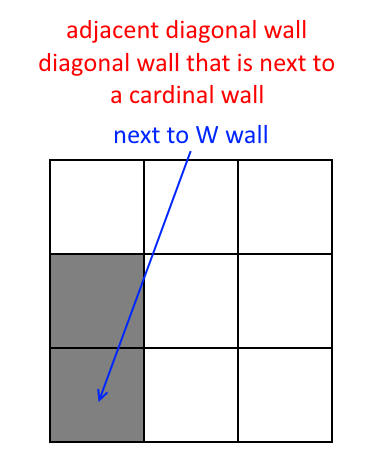 adjacent diagonal wall
diagonal wall that is next to
a cardinal wall
next to W wall